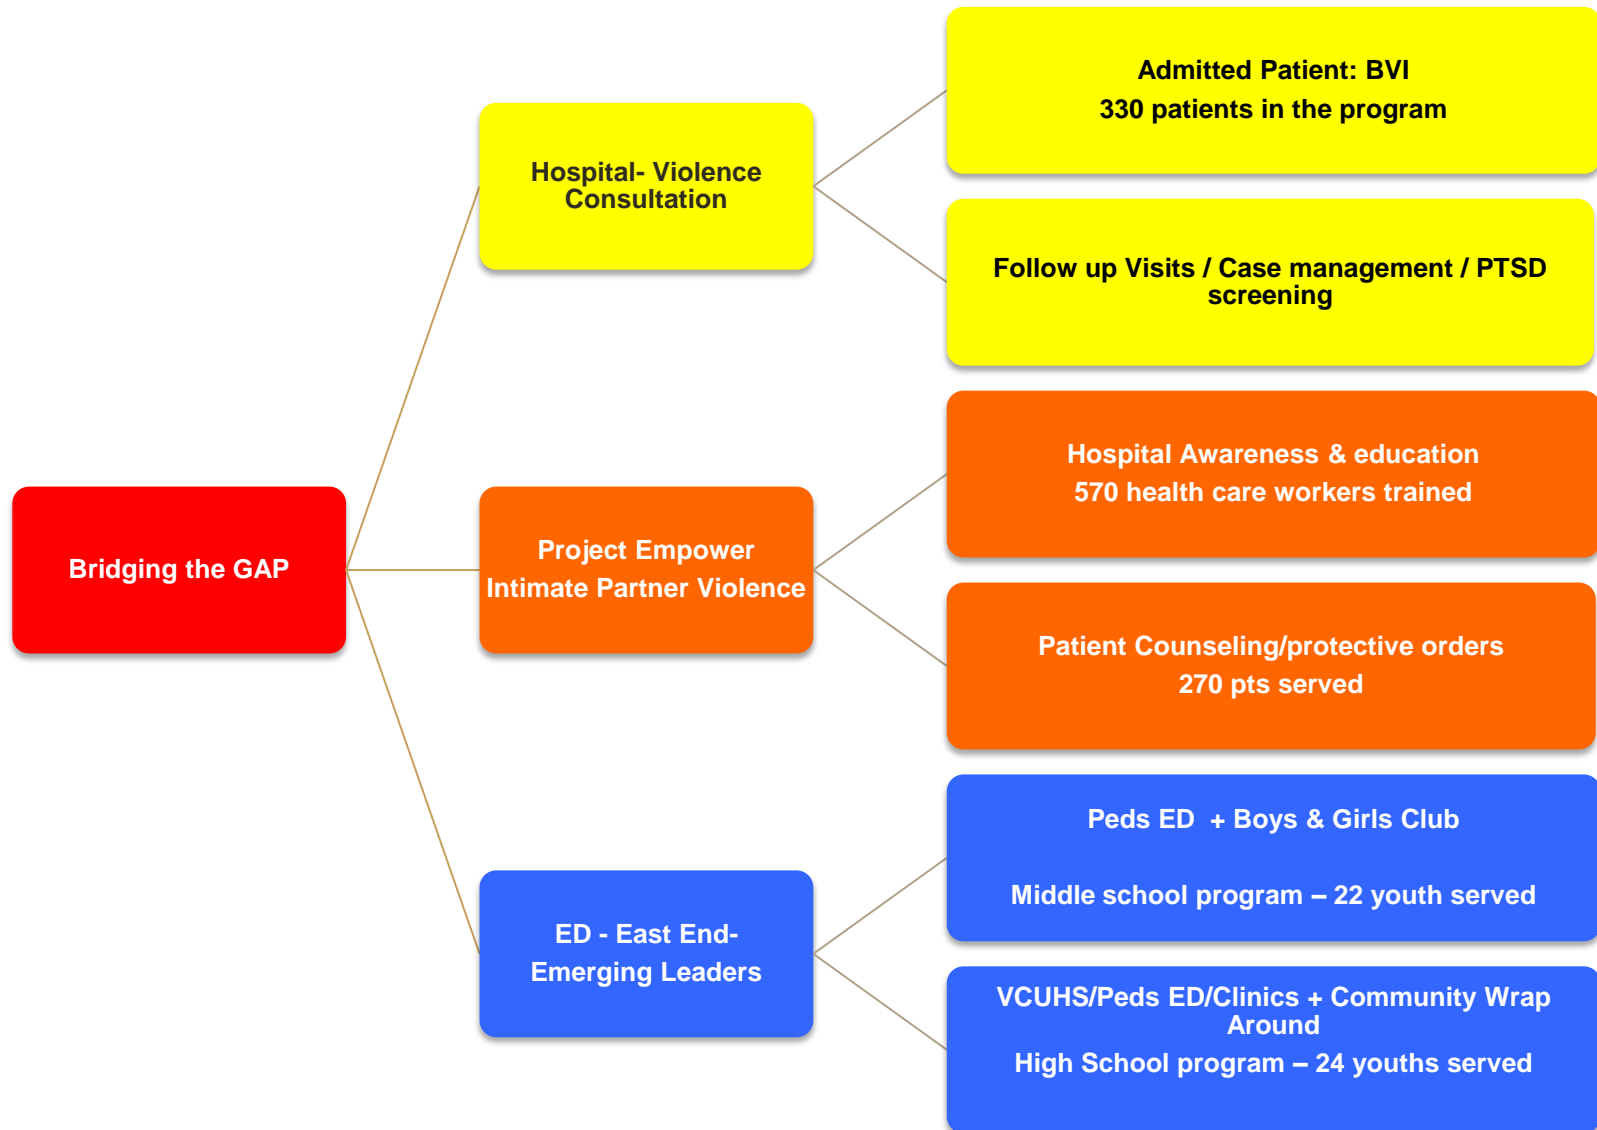 Admitted Patient: BVI
330 patients in the program
Hospital- Violence
Consultation
Follow up Visits / Case management / PTSD
screening
Hospital Awareness & education
570 health care workers trained
Bridging the GAP
Project Empower
Intimate Partner Violence
Patient Counseling/protective orders
270 pts served
Peds ED + Boys & Girls Club
Middle school program – 22 youth served
ED - East End-
Emerging Leaders
VCUHS/Peds ED/Clinics + Community Wrap
Around
High School program – 24 youths served